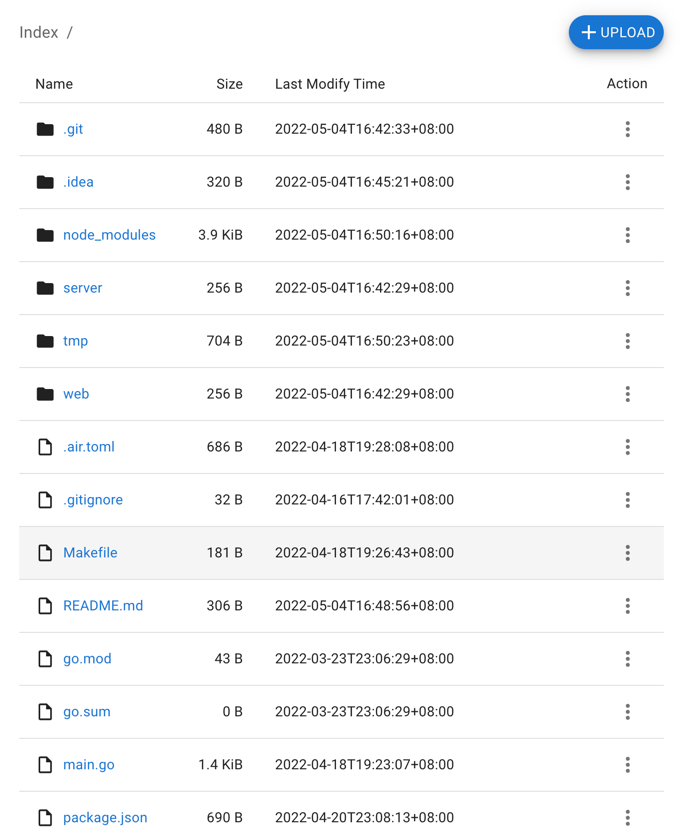 Index /
+ UPLOAD
Name Size Last Modify Time Action
.git 480 B 2022-05-04T16:42:33+08:00
.idea 320 B 2022-05-04T16:45:21+08:00
node_modules 3.9 KiB 2022-05-04T16:50:16+08:00
server 256 B 2022-05-04T16:42:29+08:00
tmp 704 B 2022-05-04T16:50:23+08:00
web 256 B 2022-05-04T16:42:29+08:00
.air.toml 686 B 2022-04-18T19:28:08+08:00
.gitignore 32 B 2022-04-16T17:42:01+08:00
Makefile 181 B 2022-04-18T19:26:43+08:00
README.md 306 B 2022-05-04T16:48:56+08:00
go.mod 43 B 2022-03-23T23:06:29+08:00
go.sum 0 B 2022-03-23T23:06:29+08:00
main.go 1.4 KiB 2022-04-18T19:23:07+08:00
package.json 690 B 2022-04-20T23:08:13+08:00